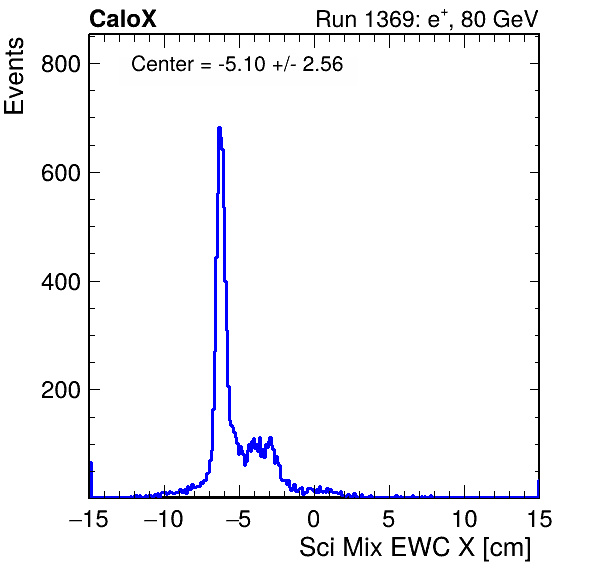 CaloX Run 1369: e⁺, 80 GeV
Center = -5.10 +/- 2.56
Events
800
600
400
200
−15 −10 −5 0 5 10 15
Sci Mix EWC X [cm]